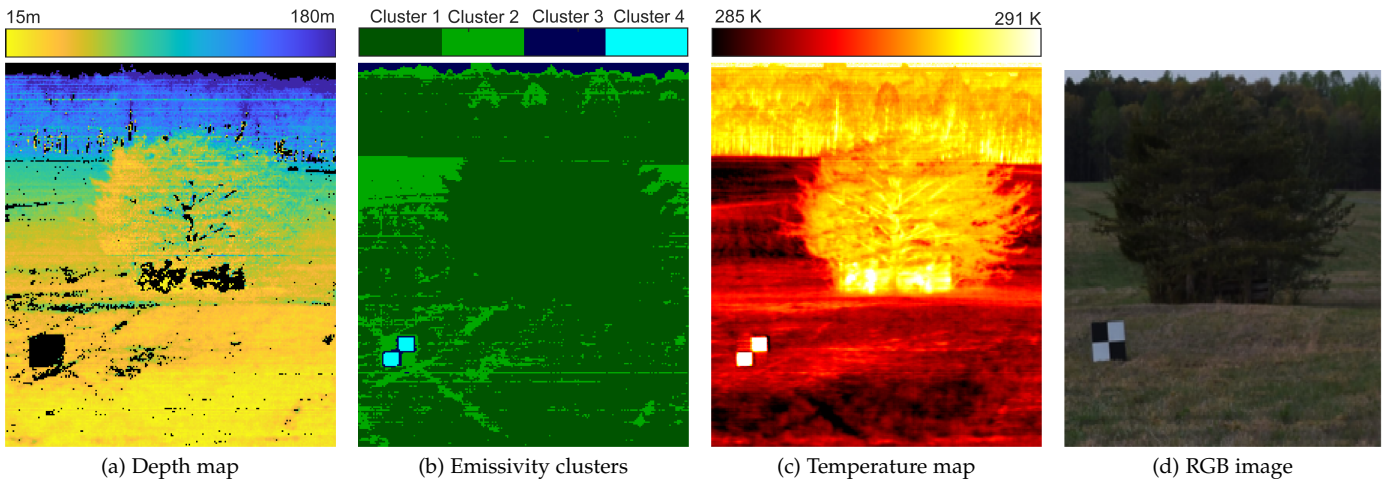 15m 180m
Cluster 1 Cluster 2 Cluster 3 Cluster 4
285 K 291 K
(a) Depth map
(b) Emissivity clusters
(c) Temperature map
(d) RGB image